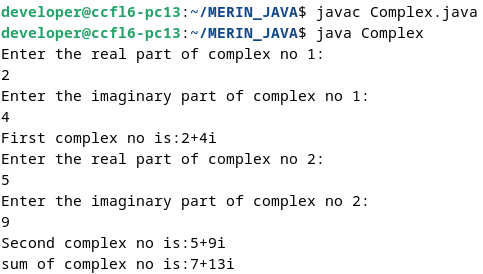 developer@ccfl6-pc13:~/MERIN_JAVA$ javac Complex.java
developer@ccfl6-pc13:~/MERIN_JAVA$ java Complex
Enter the real part of complex no 1:
2
Enter the imaginary part of complex no 1:
4
First complex no is:2+4i
Enter the real part of complex no 2:
5
Enter the imaginary part of complex no 2:
9
Second complex no is:5+9i
sum of complex no is:7+13i